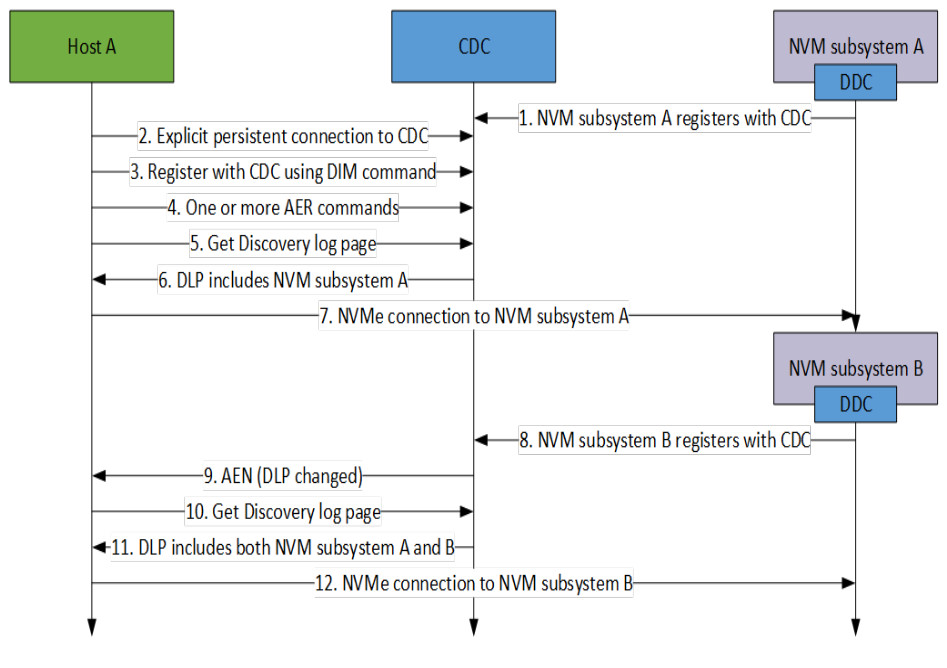 Host A
CDC
NVM subsystem A
DDC
1. NVM subsystem A registers with CDC
2. Explicit persistent connection to CDC
3. Register with CDC using DIM command
4. One or more AER commands
5. Get Discovery log page
6. DLP includes NVM subsystem A
7. NVMe connection to NVM subsystem A
NVM subsystem B
DDC
8. NVM subsystem B registers with CDC
9. AEN (DLP changed)
10. Get Discovery log page
11. DLP includes both NVM subsystem A and B
12. NVMe connection to NVM subsystem B